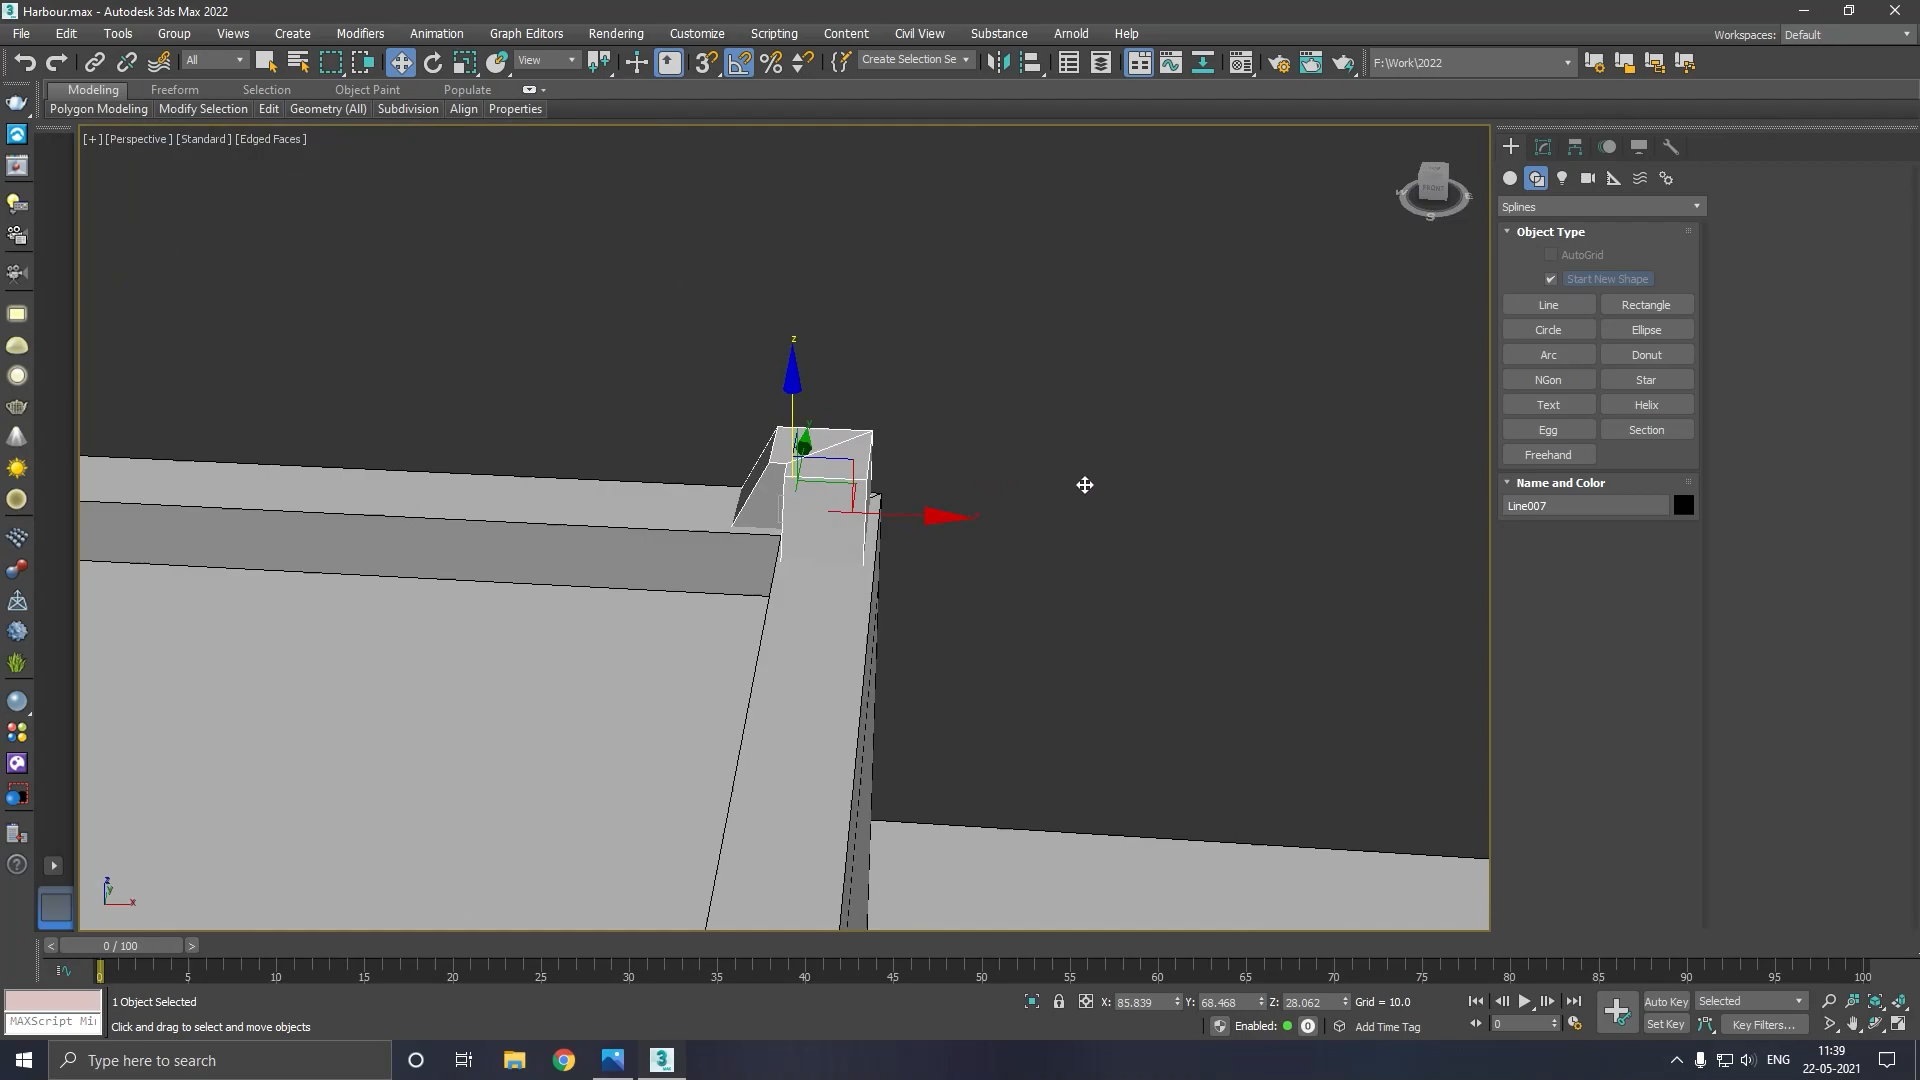 Harbour.max - Autodesk 3ds Max 2022
File Edit Tools Group Views Create Modifiers Animation Graph Editors Rendering Customize Scripting Content Civil View Substance Arnold Help
Workspaces: Default
All View Create Selection Se F:\Work\2022
Modeling Freeform Selection Object Paint Populate
Polygon Modeling Modify Selection Edit Geometry (All) Subdivision Align Properties
[+] [Perspective] [Standard] [Edged Faces]
FRONT
S
Splines
Object Type
AutoGrid
Start New Shape
Line Rectangle
Circle Ellipse
Arc Donut
NGon Star
Text Helix
Egg Section
Freehand
Name and Color
Line007
z
z
y
x
< 0 / 100 >
0 5 10 15 20 25 30 35 40 45 50 55 60 65 70 75 80 85 90 95 100
1 Object Selected
X: 85.839 Y: 68.468 Z: 28.062 Grid = 10.0
Auto Key Selected
MAXScript Mi
Click and drag to select and move objects
Enabled: 0 Add Time Tag
0
Set Key Key Filters...
Type here to search
ENG
11:39
22-05-2021